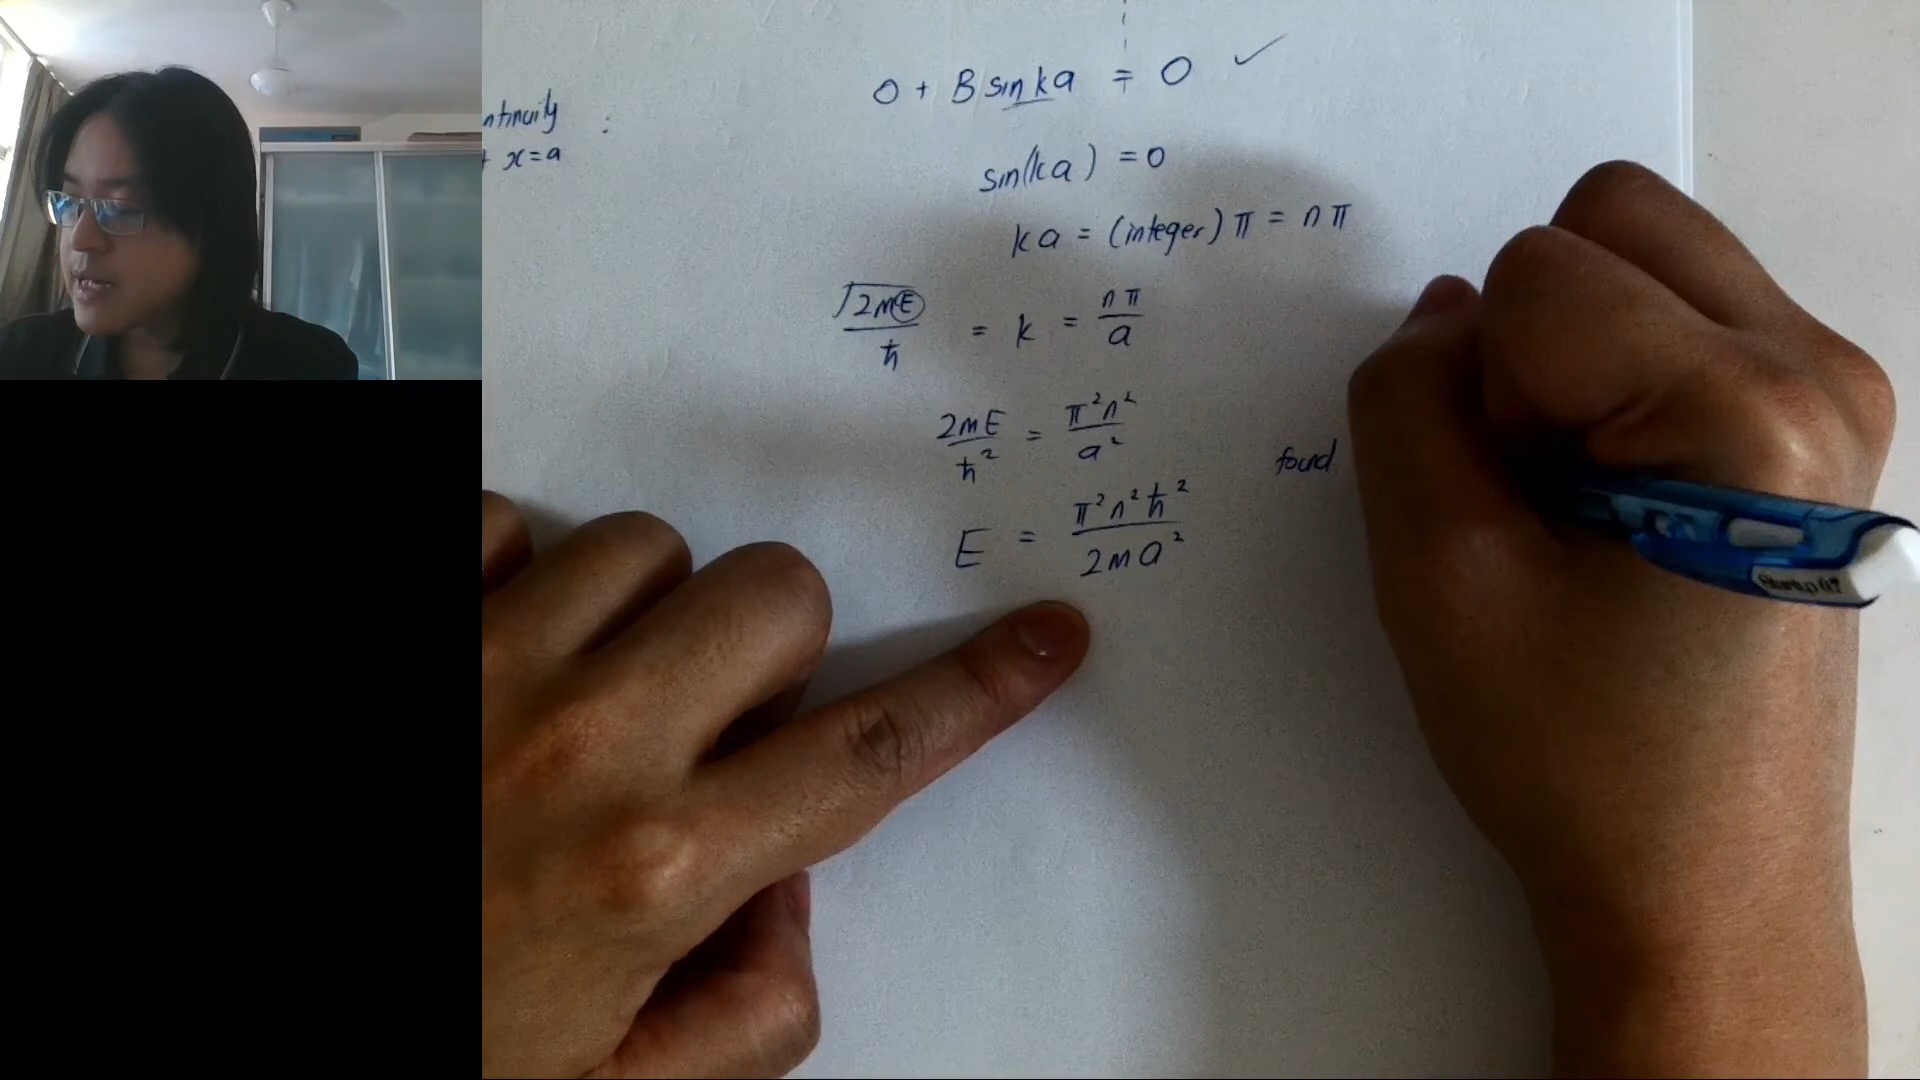 ntinuity :
x=a
0 + B sin ka = 0 ✓
sin(ka) = 0
ka = (integer) π = nπ
√2mE/ħ = k = nπ/a
2mE/ħ² = π²n²/a²
found
E = π²n²ħ²/2ma²